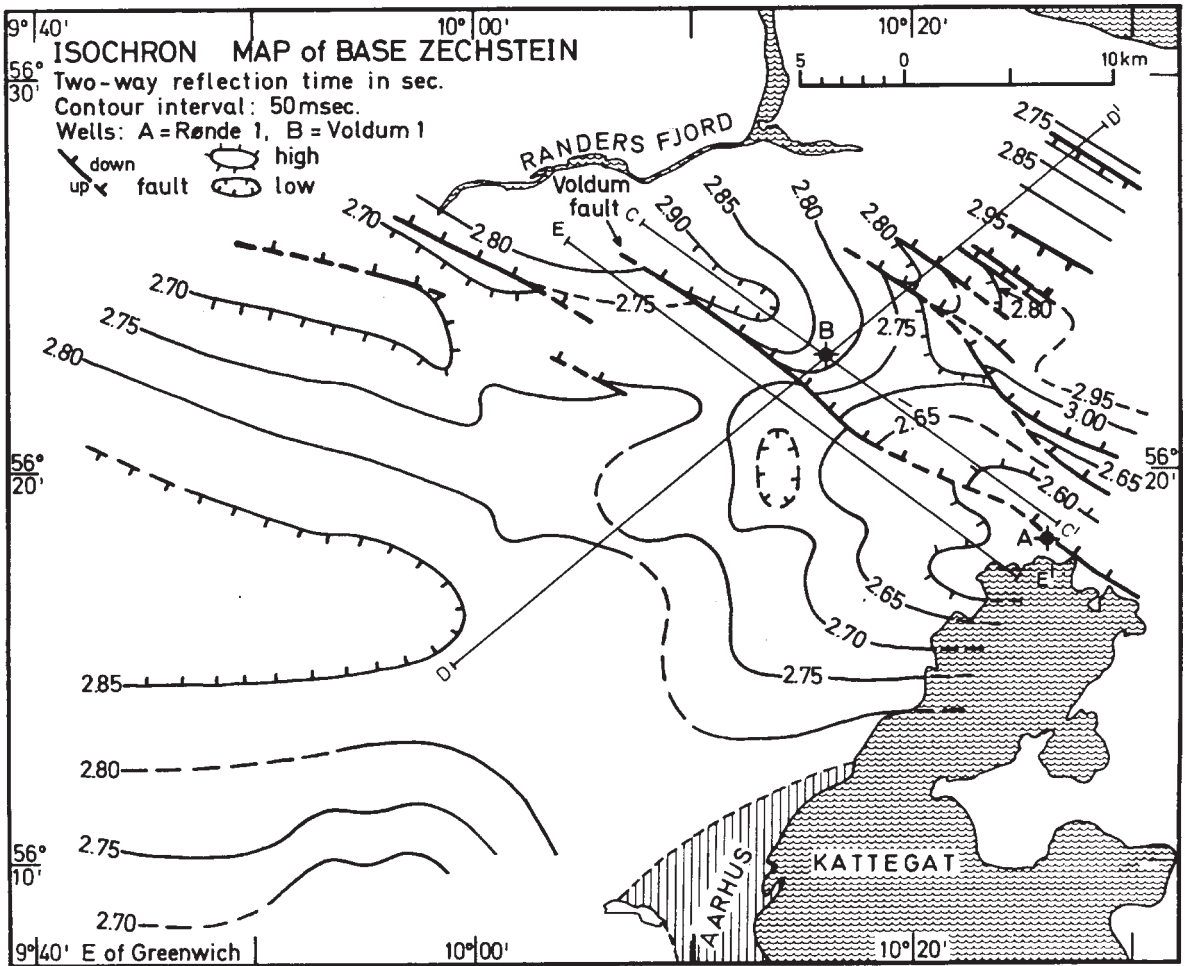 9°40'
10°00'
10°20'
ISOCHRON MAP of BASE ZECHSTEIN
Two-way reflection time in sec.
Contour interval: 50msec.
Wells: A=Rønde 1, B=Voldum 1
down
up
fault
high
low
56°
30'
5 0 10km
RANDERS FJORD
Voldum
fault
C
E
D'
2.75
2.85
2.95
2.80
2.80
2.85
2.90
2.80
2.70
2.80
2.75
2.75
2.80
B
2.70
2.75
2.80
2.95
3.00
2.65
2.65
2.60
56°
20'
56°
20'
A
C'
E'
2.65
2.70
2.75
D
2.85
2.80
2.75
2.70
56°
10'
AARHUS
KATTEGAT
9°40' E of Greenwich
10°00'
10°20'